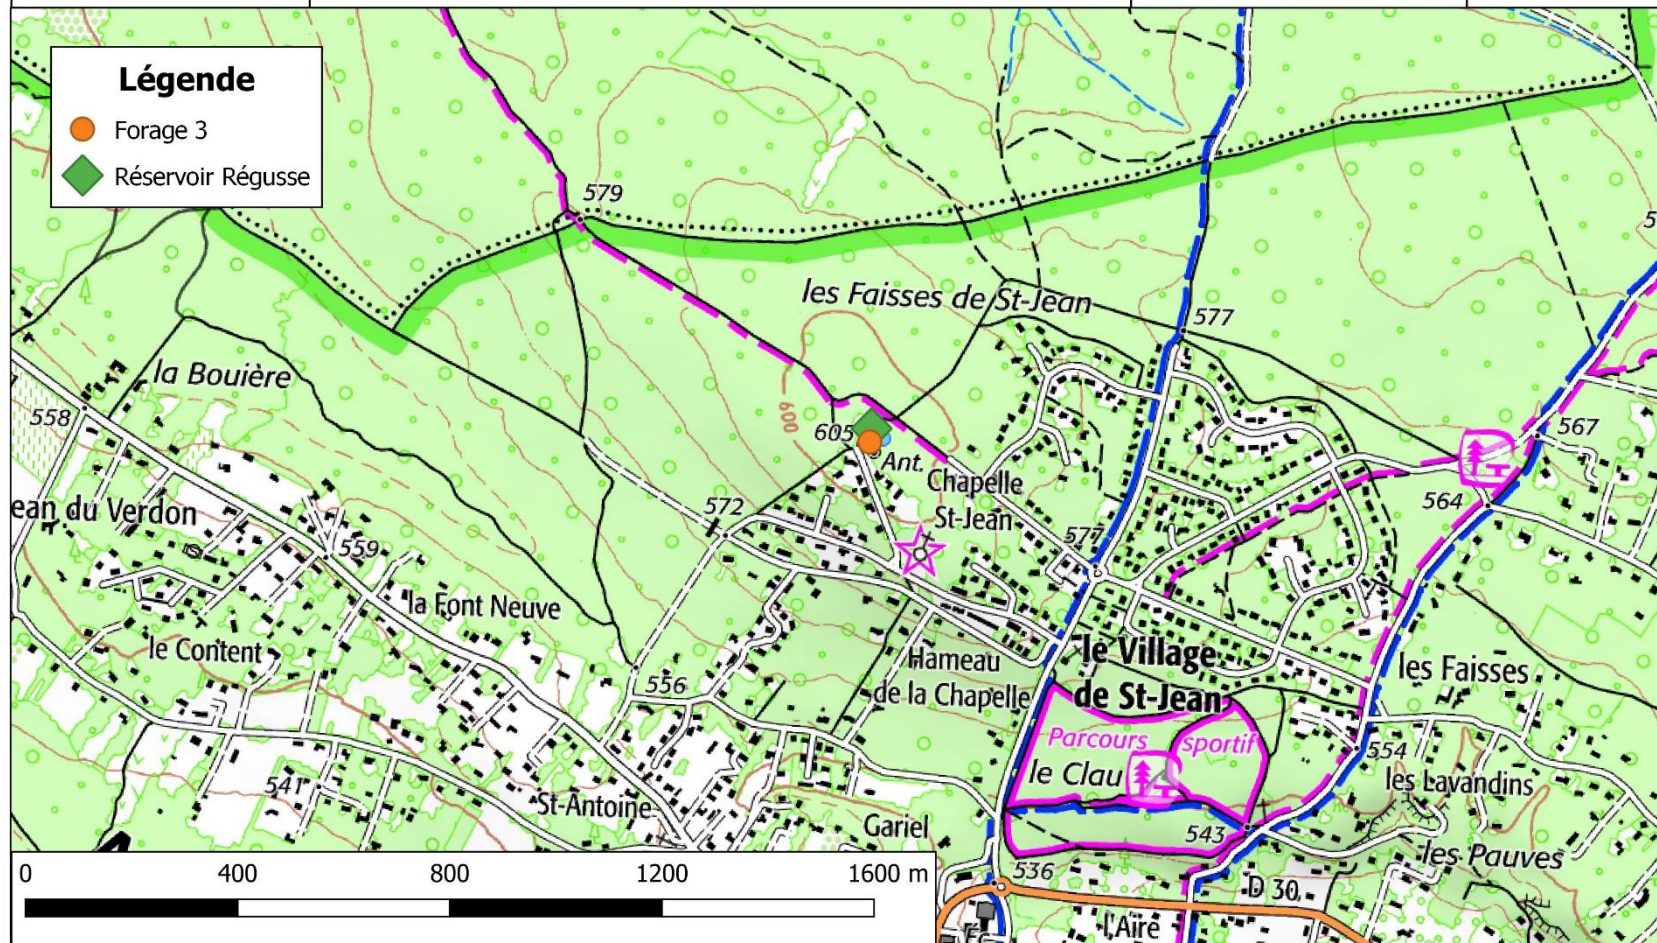 Légende
Forage 3
Réservoir Régusse
579
5
les Faisses de St-Jean
577
la Bouière
558
600
605
Ant.
567
Chapelle
St-Jean
564
ean du Verdon
572
577
559
la Font Neuve
le Content
Hameau
de la Chapelle
le Village
de St-Jean
les Faisses
556
Parcours sportif
554
le Clau
les Lavandins
541
St-Antoine
Gariel
543
les Pauves
536
D 30
l'Aire
0 400 800 1200 1600 m